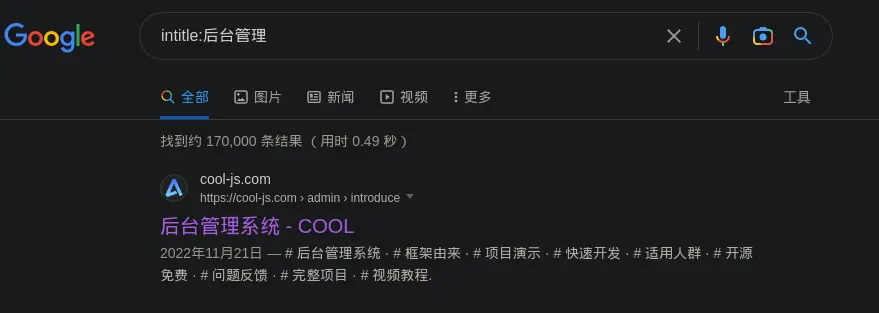 Google
intitle:后台管理
全部 图片 新闻 视频 更多 工具
找到约 170,000 条结果 （用时 0.49 秒）
cool-js.com
https://cool-js.com › admin › introduce
后台管理系统 - COOL
2022年11月21日 — # 后台管理系统 · # 框架由来 · # 项目演示 · # 快速开发 · # 适用人群 · # 开源
免费 · # 问题反馈 · # 完整项目 · # 视频教程.